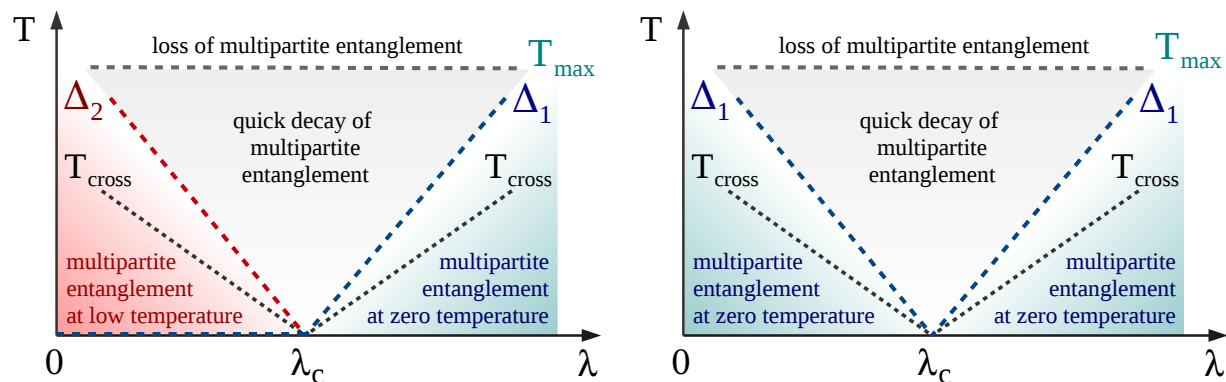 T
loss of multipartite entanglement
T_max
Δ_2
Δ_1
quick decay of
multipartite
entanglement
T_cross
T_cross
multipartite
entanglement
at low temperature
multipartite
entanglement
at zero temperature
0
λ_c
λ
T
loss of multipartite entanglement
T_max
Δ_1
Δ_1
quick decay of
multipartite
entanglement
T_cross
T_cross
multipartite
entanglement
at zero temperature
multipartite
entanglement
at zero temperature
0
λ_c
λ